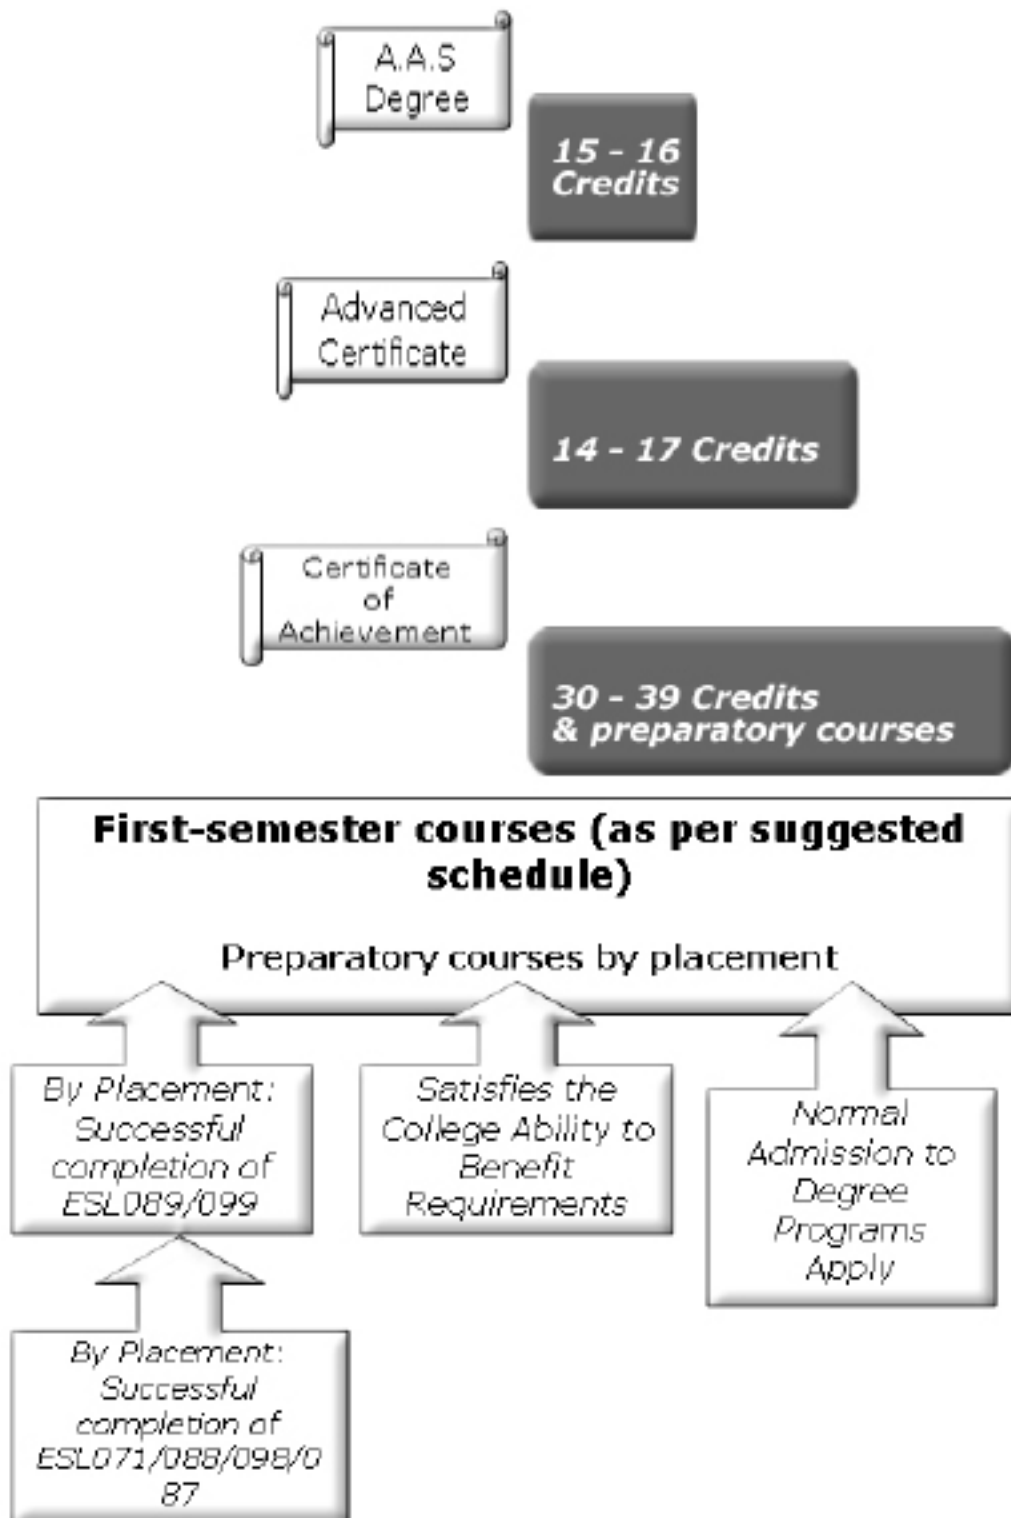 A.A.S
Degree
15 - 16
Credits
Advanced
Certificate
14 - 17 Credits
Certificate
of
Achievement
30 - 39 Credits
& preparatory courses
First-semester courses (as per suggested
schedule)
Preparatory courses by placement
By Placement:
Successful
completion of
ESL089/099
Satisfies the
College Ability to
Benefit
Requirements
Normal
Admission to
Degree
Programs
Apply
By Placement:
Successful
completion of
ESL071/088/098/0
87